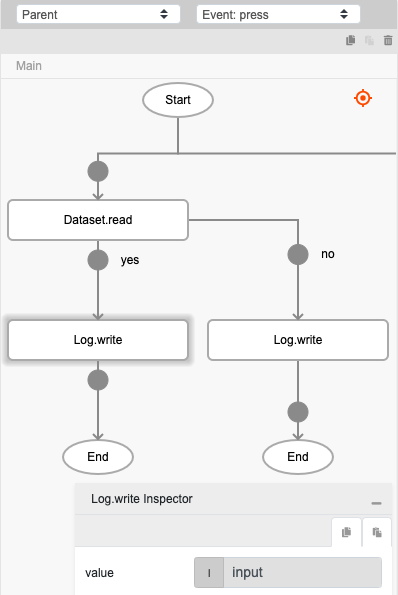 Parent
Event: press
Main
Start
Dataset.read
yes
no
Log.write
Log.write
End
End
Log.write Inspector
value
I
input